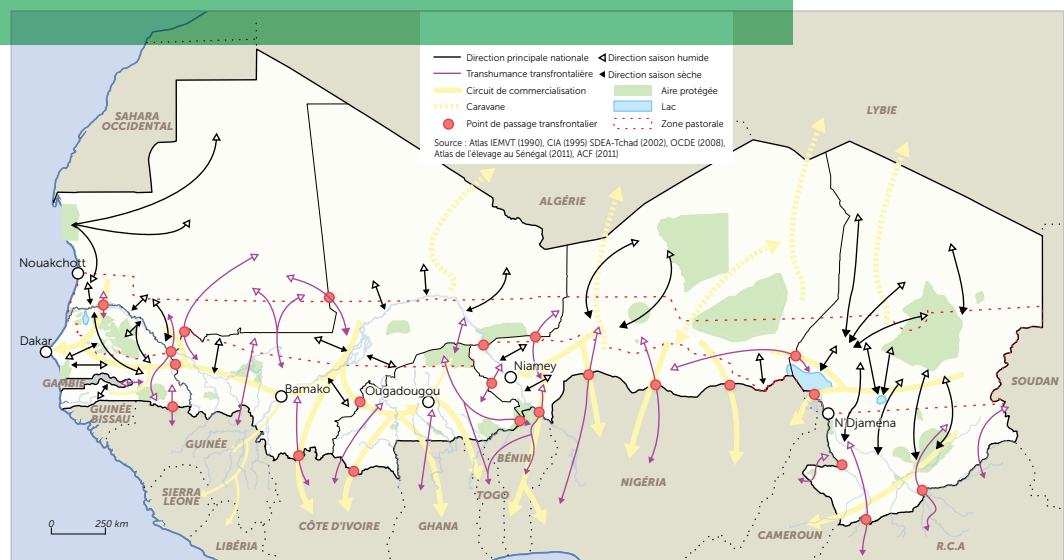 Direction principale nationale
Direction saison humide
Transhumance transfrontalière
Direction saison sèche
Circuit de commercialisation
Aire protégée
Caravane
Lac
Point de passage transfrontalier
Zone pastorale
Source : Atlas IEMVT (1990), CIA (1995) SDEA-Tchad (2002), OCDE (2008),
Atlas de l'élevage au Sénégal (2011), ACF (2011)
LYBIE
SAHARA
OCCIDENTAL
ALGÉRIE
Nouakchott
Dakar
GAMBIE
GUINÉE
BISSAU
Bamako
Ougadougou
Niamey
SOUDAN
N'Djaména
GUINÉE
BÉNIN
NIGÉRIA
SIERRA
LEONE
TOGO
CÔTE D'IVOIRE
GHANA
LIBÉRIA
CAMEROUN
R.C.A
0 250 km